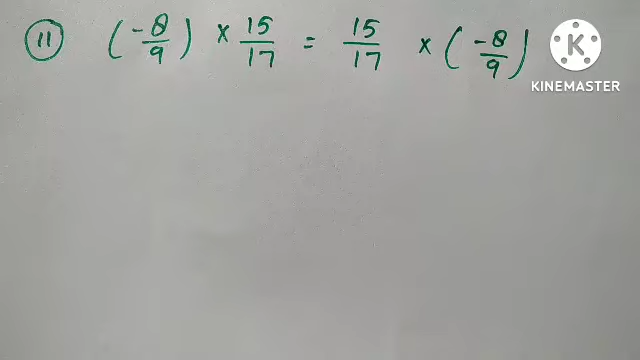 11 (-8/9) × 15/17 = 15/17 × (-8/9)
KINEMASTER